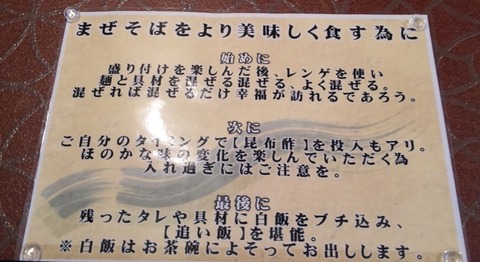 まぜそばをより美味しく食す為に
始めに
盛り付けを楽しんだ後、レンゲを使い
麺と具材を混ぜる混ぜる、よく混ぜる。
混ぜれば混ぜるだけ幸福が訪れるであろう。
次に
ご自分のタイミングで【昆布酢】を投入もアリ。
ほのかな味の変化を楽しんでいただく為
入れ過ぎにはご注意を。
最後に
残ったタレや具材に白飯をブチ込み、
【追い飯】を堪能。
※白飯はお茶碗によそってお出しします。